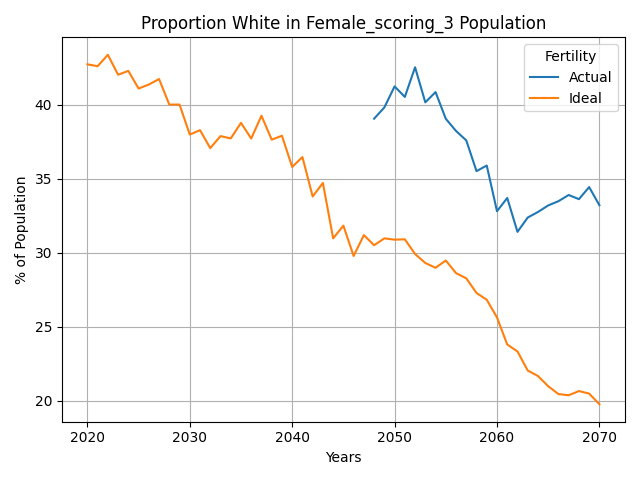 Proportion White in Female_scoring_3 Population
Fertility
Actual
Ideal
% of Population
40
35
30
25
20
2020 2030 2040 2050 2060 2070
Years